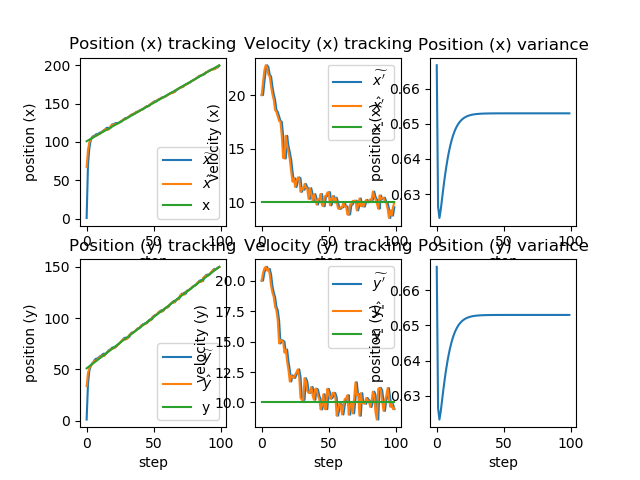 Position (x) tracking
Velocity (x) tracking
Position (x) variance
200
150
100
50
0
position (x)
x̃
x̂
x
0
50
100
step
20
15
10
velocity (x)
x̃'
0
50
100
step
0.66
0.65
0.64
0.63
position (x)
0
50
100
Position (y) tracking
Velocity (y) tracking
Position (y) variance
150
100
50
0
position (y)
ỹ
ŷ
y
0
50
100
step
20.0
17.5
15.0
12.5
10.0
velocity (y)
ỹ'
0
50
100
step
0.66
0.65
0.64
0.63
position (y)
0
50
100
step